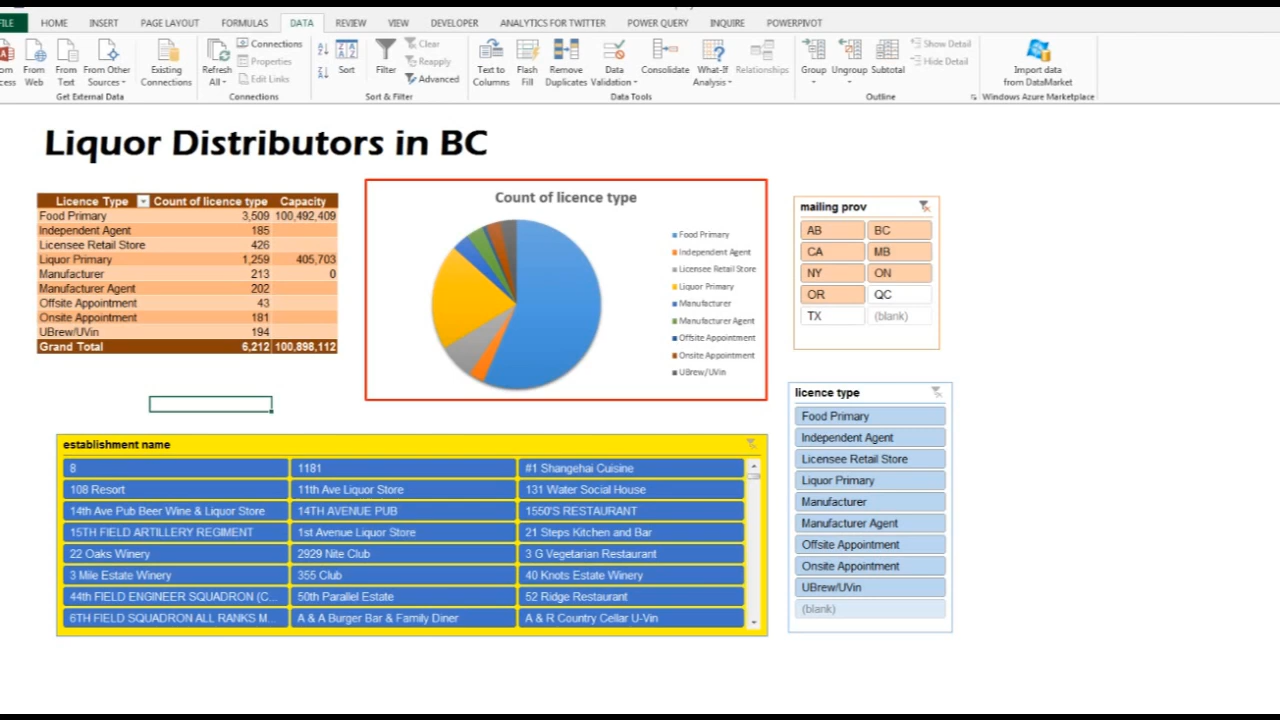 FILE HOME INSERT PAGE LAYOUT FORMULAS DATA REVIEW VIEW DEVELOPER ANALYTICS FOR TWITTER POWER QUERY INQUIRE POWERPIVOT
From Web
From Text
From Other Sources
Existing Connections
Get External Data
Refresh All
Connections
Properties
Edit Links
Connections
Sort
Filter
Clear
Reapply
Advanced
Sort & Filter
Text to Columns
Flash Fill
Remove Duplicates
Data Validation
Consolidate
What-If Analysis
Relationships
Data Tools
Group
Ungroup
Subtotal
Show Detail
Hide Detail
Outline
Import data from DataMarket
Windows Azure Marketplace
Liquor Distributors in BC
Licence Type Count of licence type Capacity
Food Primary 3,509 100,492,409
Independent Agent 185
Licensee Retail Store 426
Liquor Primary 1,259 405,703
Manufacturer 213 0
Manufacturer Agent 202
Offsite Appointment 43
Onsite Appointment 181
UBrew/UVin 194
Grand Total 6,212 100,898,112
Count of licence type
Food Primary
Independent Agent
Licensee Retail Store
Liquor Primary
Manufacturer
Manufacturer Agent
Offsite Appointment
Onsite Appointment
UBrew/UVin
mailing prov
AB BC
CA MB
NY ON
OR QC
TX (blank)
licence type
Food Primary
Independent Agent
Licensee Retail Store
Liquor Primary
Manufacturer
Manufacturer Agent
Offsite Appointment
Onsite Appointment
UBrew/UVin
(blank)
establishment name
8 1181 #1 Shangehai Cuisine
108 Resort 11th Ave Liquor Store 131 Water Social House
14th Ave Pub Beer Wine & Liquor Store 14TH AVENUE PUB 1550'S RESTAURANT
15TH FIELD ARTILLERY REGIMENT 1st Avenue Liquor Store 21 Steps Kitchen and Bar
22 Oaks Winery 2929 Nite Club 3 G Vegetarian Restaurant
3 Mile Estate Winery 355 Club 40 Knots Estate Winery
44th FIELD ENGINEER SQUADRON (C... 50th Parallel Estate 52 Ridge Restaurant
6TH FIELD SQUADRON ALL RANKS M... A & A Burger Bar & Family Diner A & R Country Cellar U-Vin